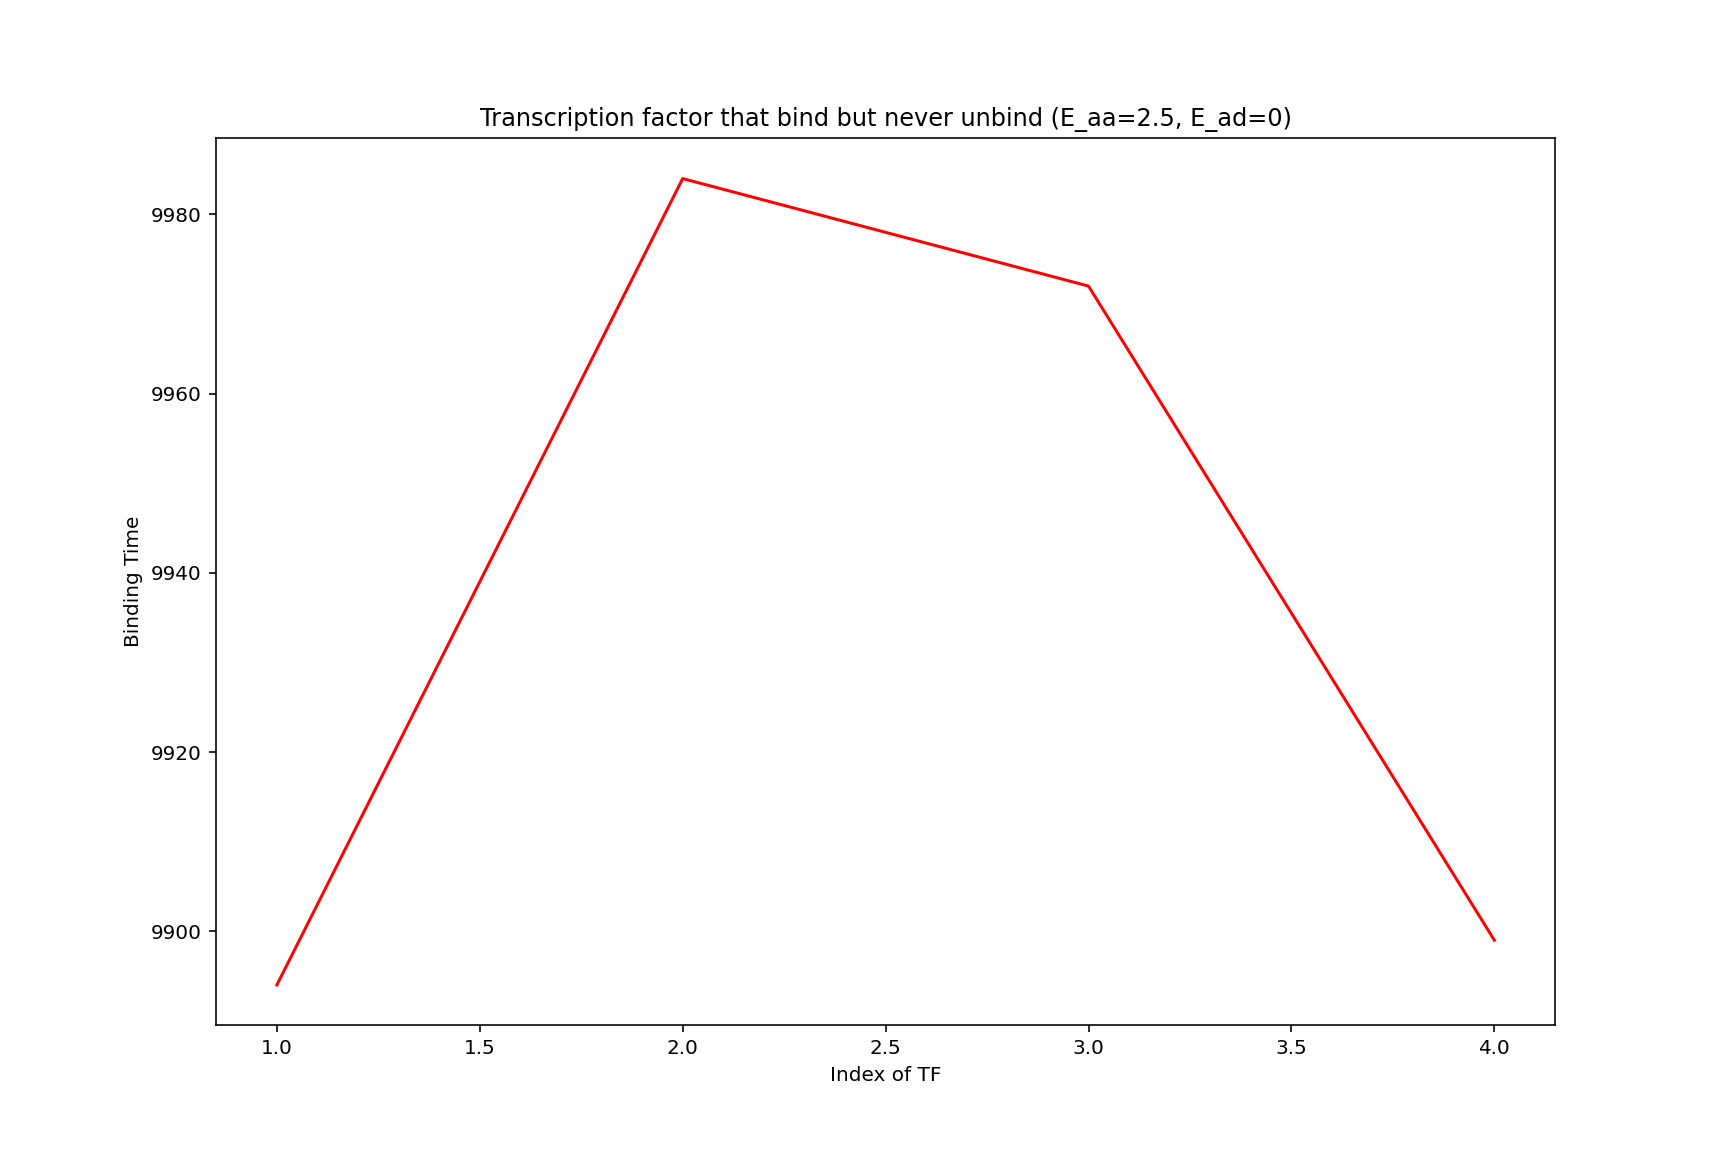 Transcription factor that bind but never unbind (E_aa=2.5, E_ad=0)
9980
9960
9940
9920
9900
Binding Time
1.0 1.5 2.0 2.5 3.0 3.5 4.0
Index of TF